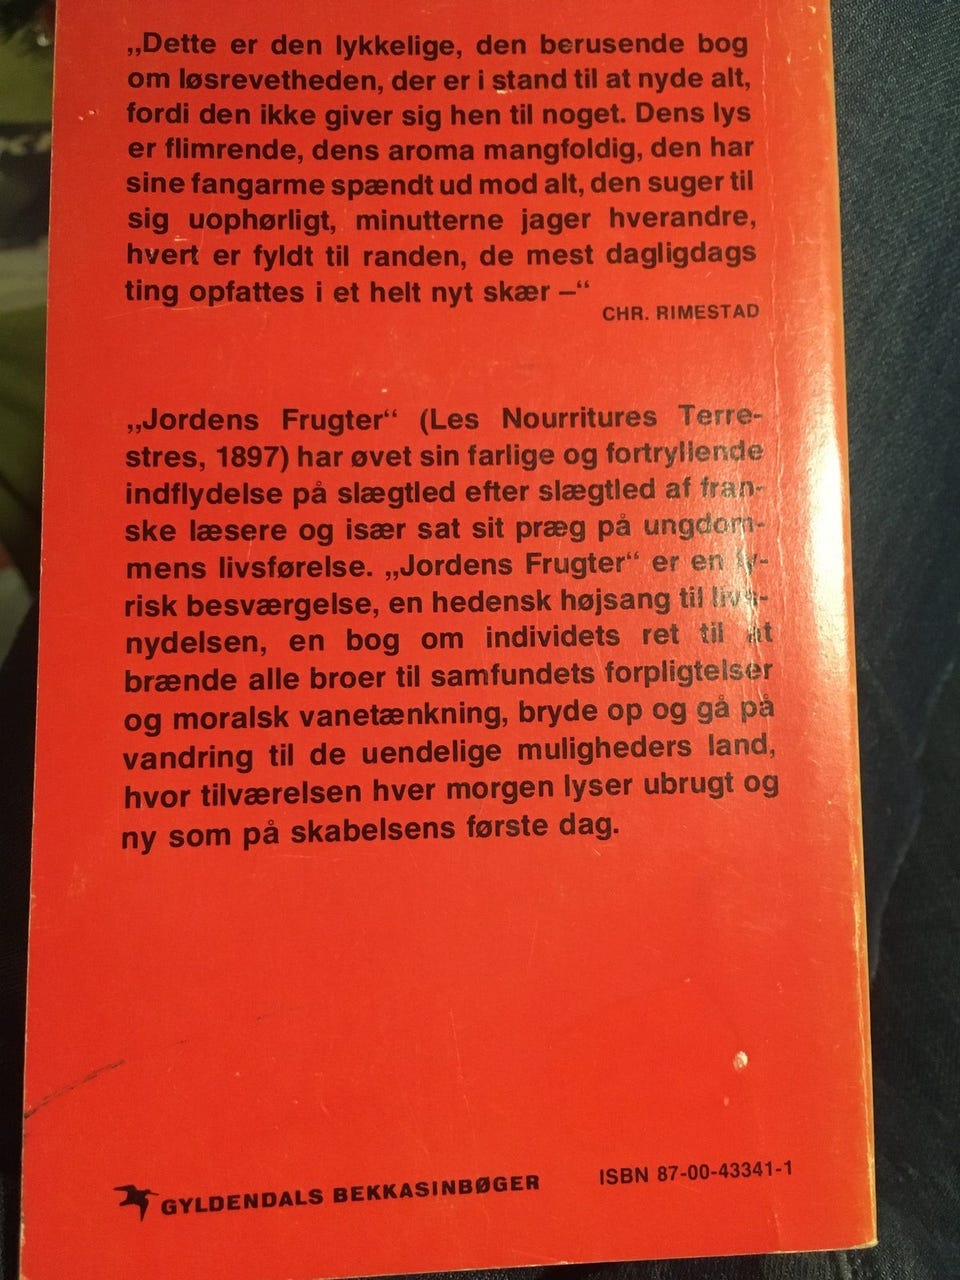 „Dette er den lykkelige, den berusende bog
om løsrevetheden, der er i stand til at nyde alt,
fordi den ikke giver sig hen til noget. Dens lys
er flimrende, dens aroma mangfoldig, den har
sine fangarme spændt ud mod alt, den suger til
sig uophørligt, minutterne jager hverandre,
hvert er fyldt til randen, de mest dagligdags
ting opfattes i et helt nyt skær –“
CHR. RIMESTAD
„Jordens Frugter“ (Les Nourritures Terre-
stres, 1897) har øvet sin farlige og fortryllende
indflydelse på slægtled efter slægtled af fran-
ske læsere og især sat sit præg på ungdom-
mens livsførelse. „Jordens Frugter“ er en ly-
risk besværgelse, en hedensk højsang til livs-
nydelsen, en bog om individets ret til at
brænde alle broer til samfundets forpligtelser
og moralsk vanetænkning, bryde op og gå på
vandring til de uendelige muligheders land,
hvor tilværelsen hver morgen lyser ubrugt og
ny som på skabelsens første dag.
GYLDENDALS BEKKASINBØGER
ISBN 87-00-43341-1